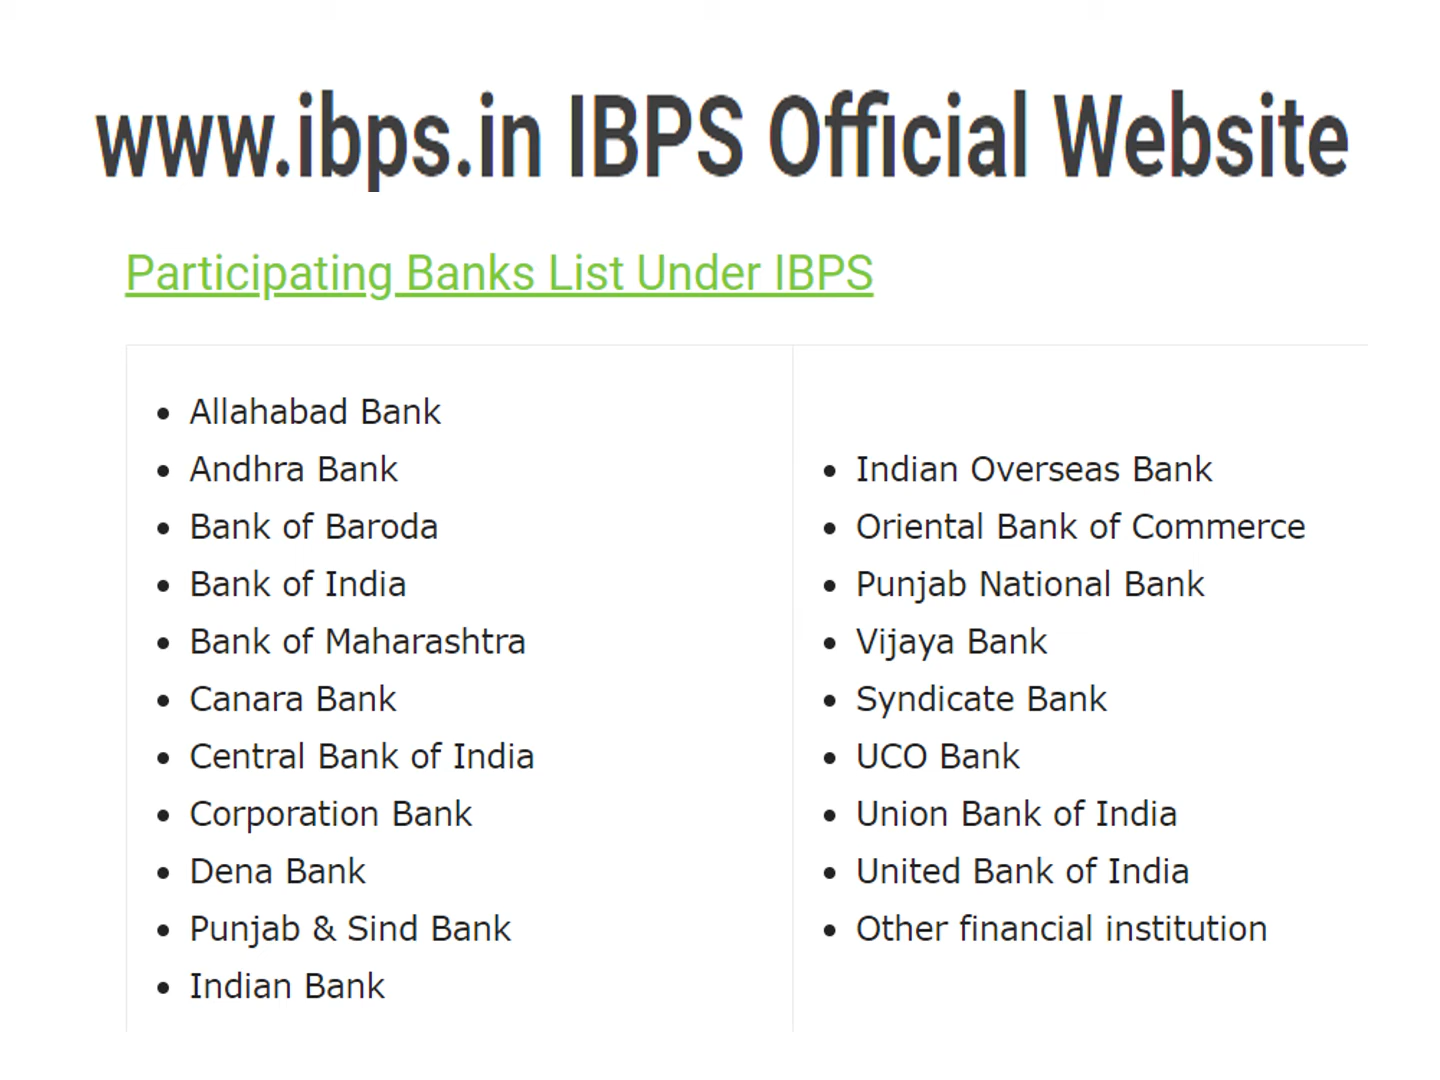 www.ibps.in IBPS Official Website
Participating Banks List Under IBPS
Allahabad Bank
Andhra Bank
Bank of Baroda
Bank of India
Bank of Maharashtra
Canara Bank
Central Bank of India
Corporation Bank
Dena Bank
Punjab & Sind Bank
Indian Bank
Indian Overseas Bank
Oriental Bank of Commerce
Punjab National Bank
Vijaya Bank
Syndicate Bank
UCO Bank
Union Bank of India
United Bank of India
Other financial institution